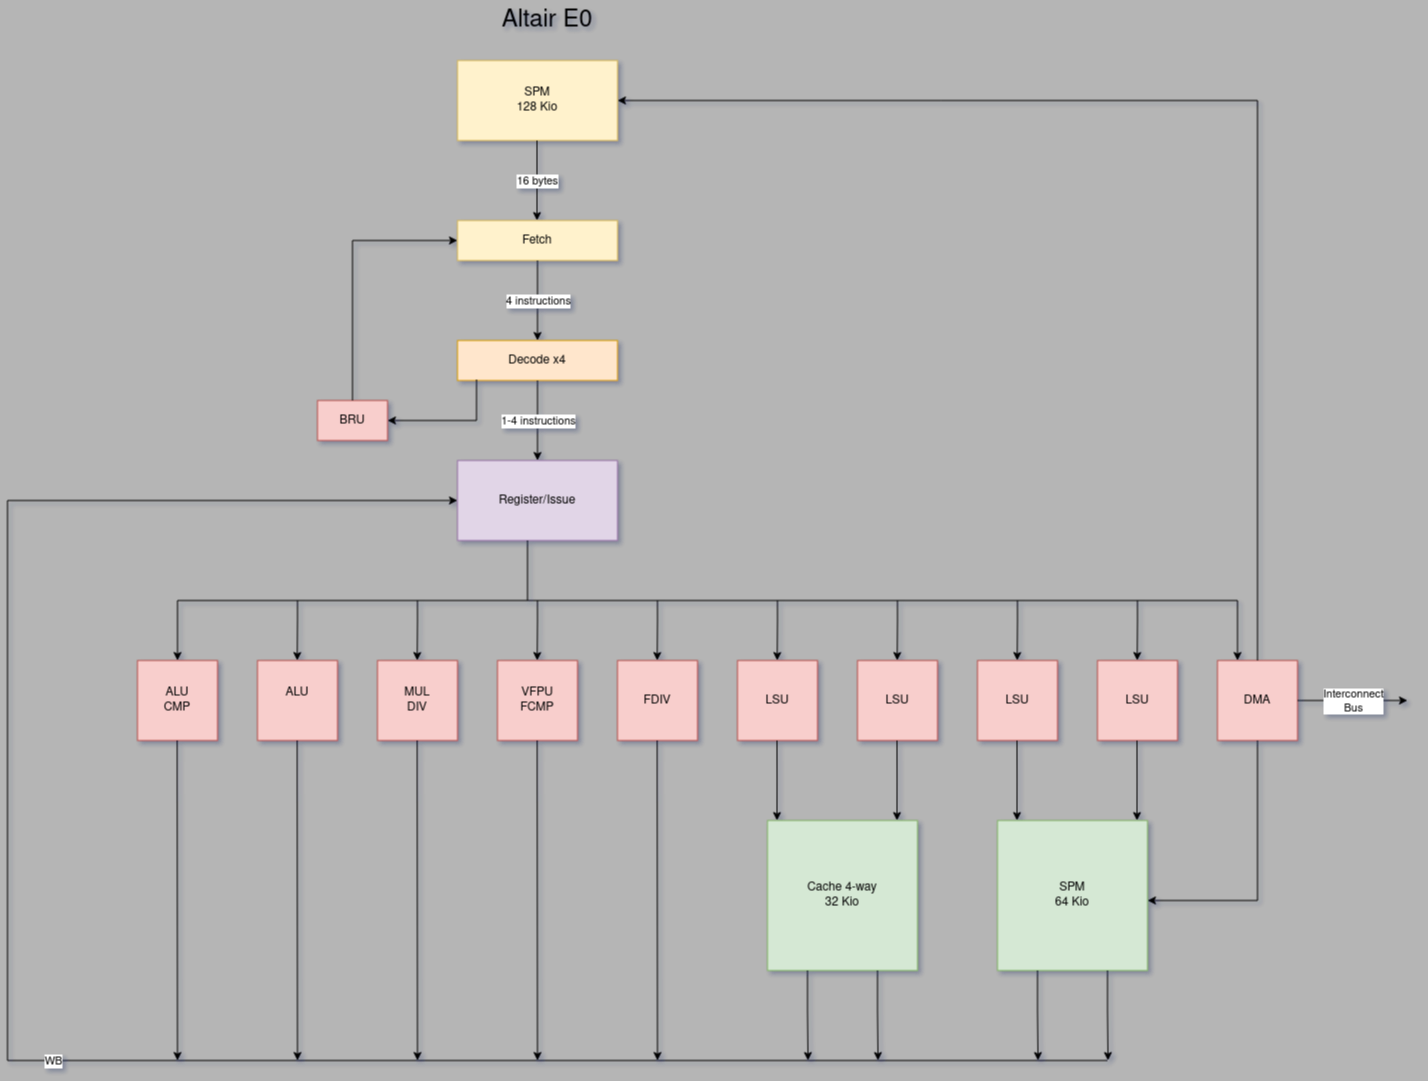 Altair E0
SPM
128 Kio
16 bytes
Fetch
4 instructions
Decode x4
BRU
1-4 instructions
Register/Issue
ALU
CMP
ALU
MUL
DIV
VFPU
FCMP
FDIV
LSU
LSU
LSU
LSU
DMA
Interconnect
Bus
Cache 4-way
32 Kio
SPM
64 Kio
WB